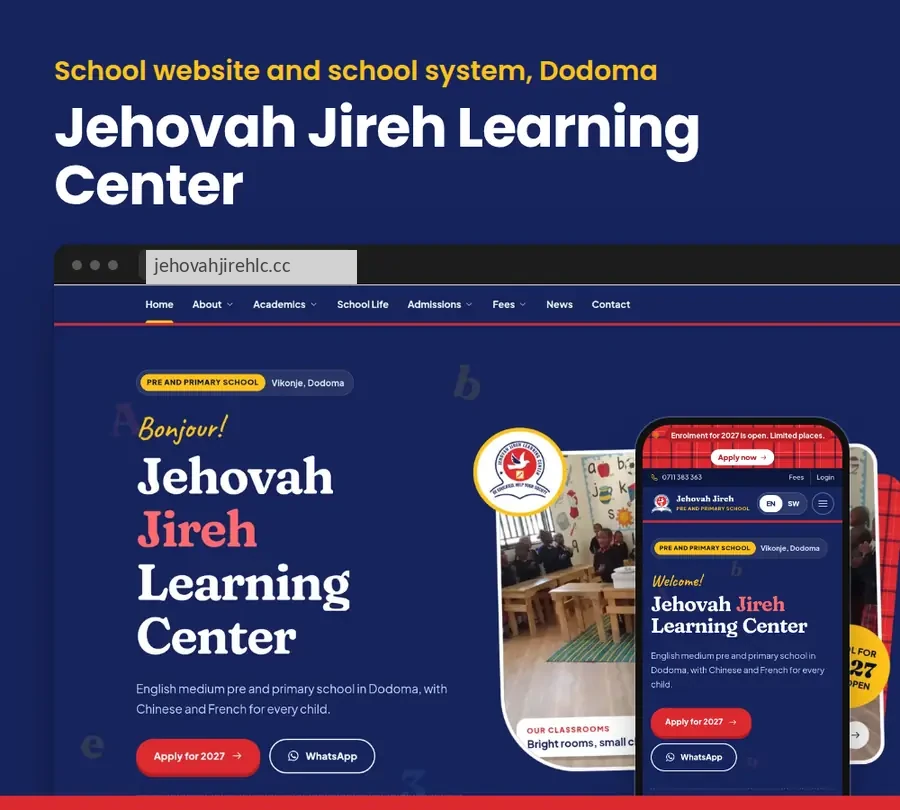 School website and school system, Dodoma
Jehovah Jireh Learning
Center
jehovahjirehlc.cc
Home About Academics School Life Admissions Fees News Contact
PRE AND PRIMARY SCHOOL Vikonje, Dodoma
Bonjour!
Jehovah
Jireh
Learning
Center
English medium pre and primary school in Dodoma, with
Chinese and French for every child.
Apply for 2027 → WhatsApp
JEHOVAH JIREH LEARNING CENTER
OUR CLASSROOMS
Bright rooms, small cl
Enrolment for 2027 is open. Limited places.
Apply now →
0711 383 363 Fees Login
Jehovah Jireh
PRE AND PRIMARY SCHOOL
EN SW
PRE AND PRIMARY SCHOOL Vikonje, Dodoma
Welcome!
Jehovah Jireh
Learning Center
English medium pre and primary school in
Dodoma, with Chinese and French for every
child.
Apply for 2027 →
WhatsApp
L FOR
27
OPEN